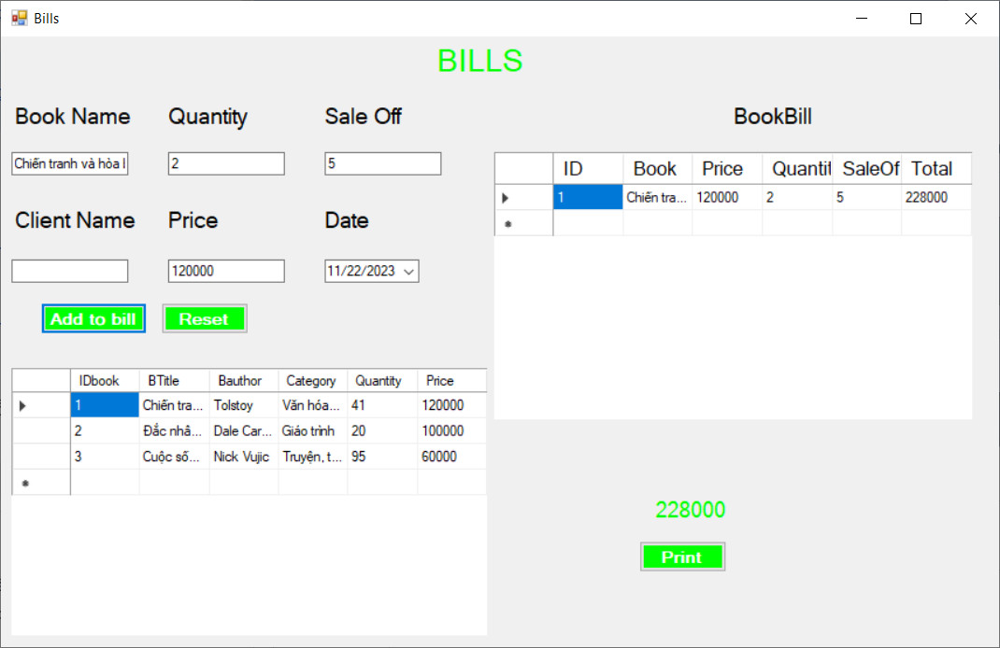 Bills
BILLS
Book Name Quantity Sale Off
Chiến tranh và hòa l 2 5
Client Name Price Date
120000 11/22/2023
Add to bill Reset
IDbook BTitle Bauthor Category Quantity Price
1 Chiến tra... Tolstoy Văn hóa... 41 120000
2 Đắc nhâ... Dale Car... Giáo trình 20 100000
3 Cuộc số... Nick Vujic Truyện, t... 95 60000
BookBill
ID Book Price Quantit SaleOf Total
1 Chiến tra... 120000 2 5 228000
228000
Print